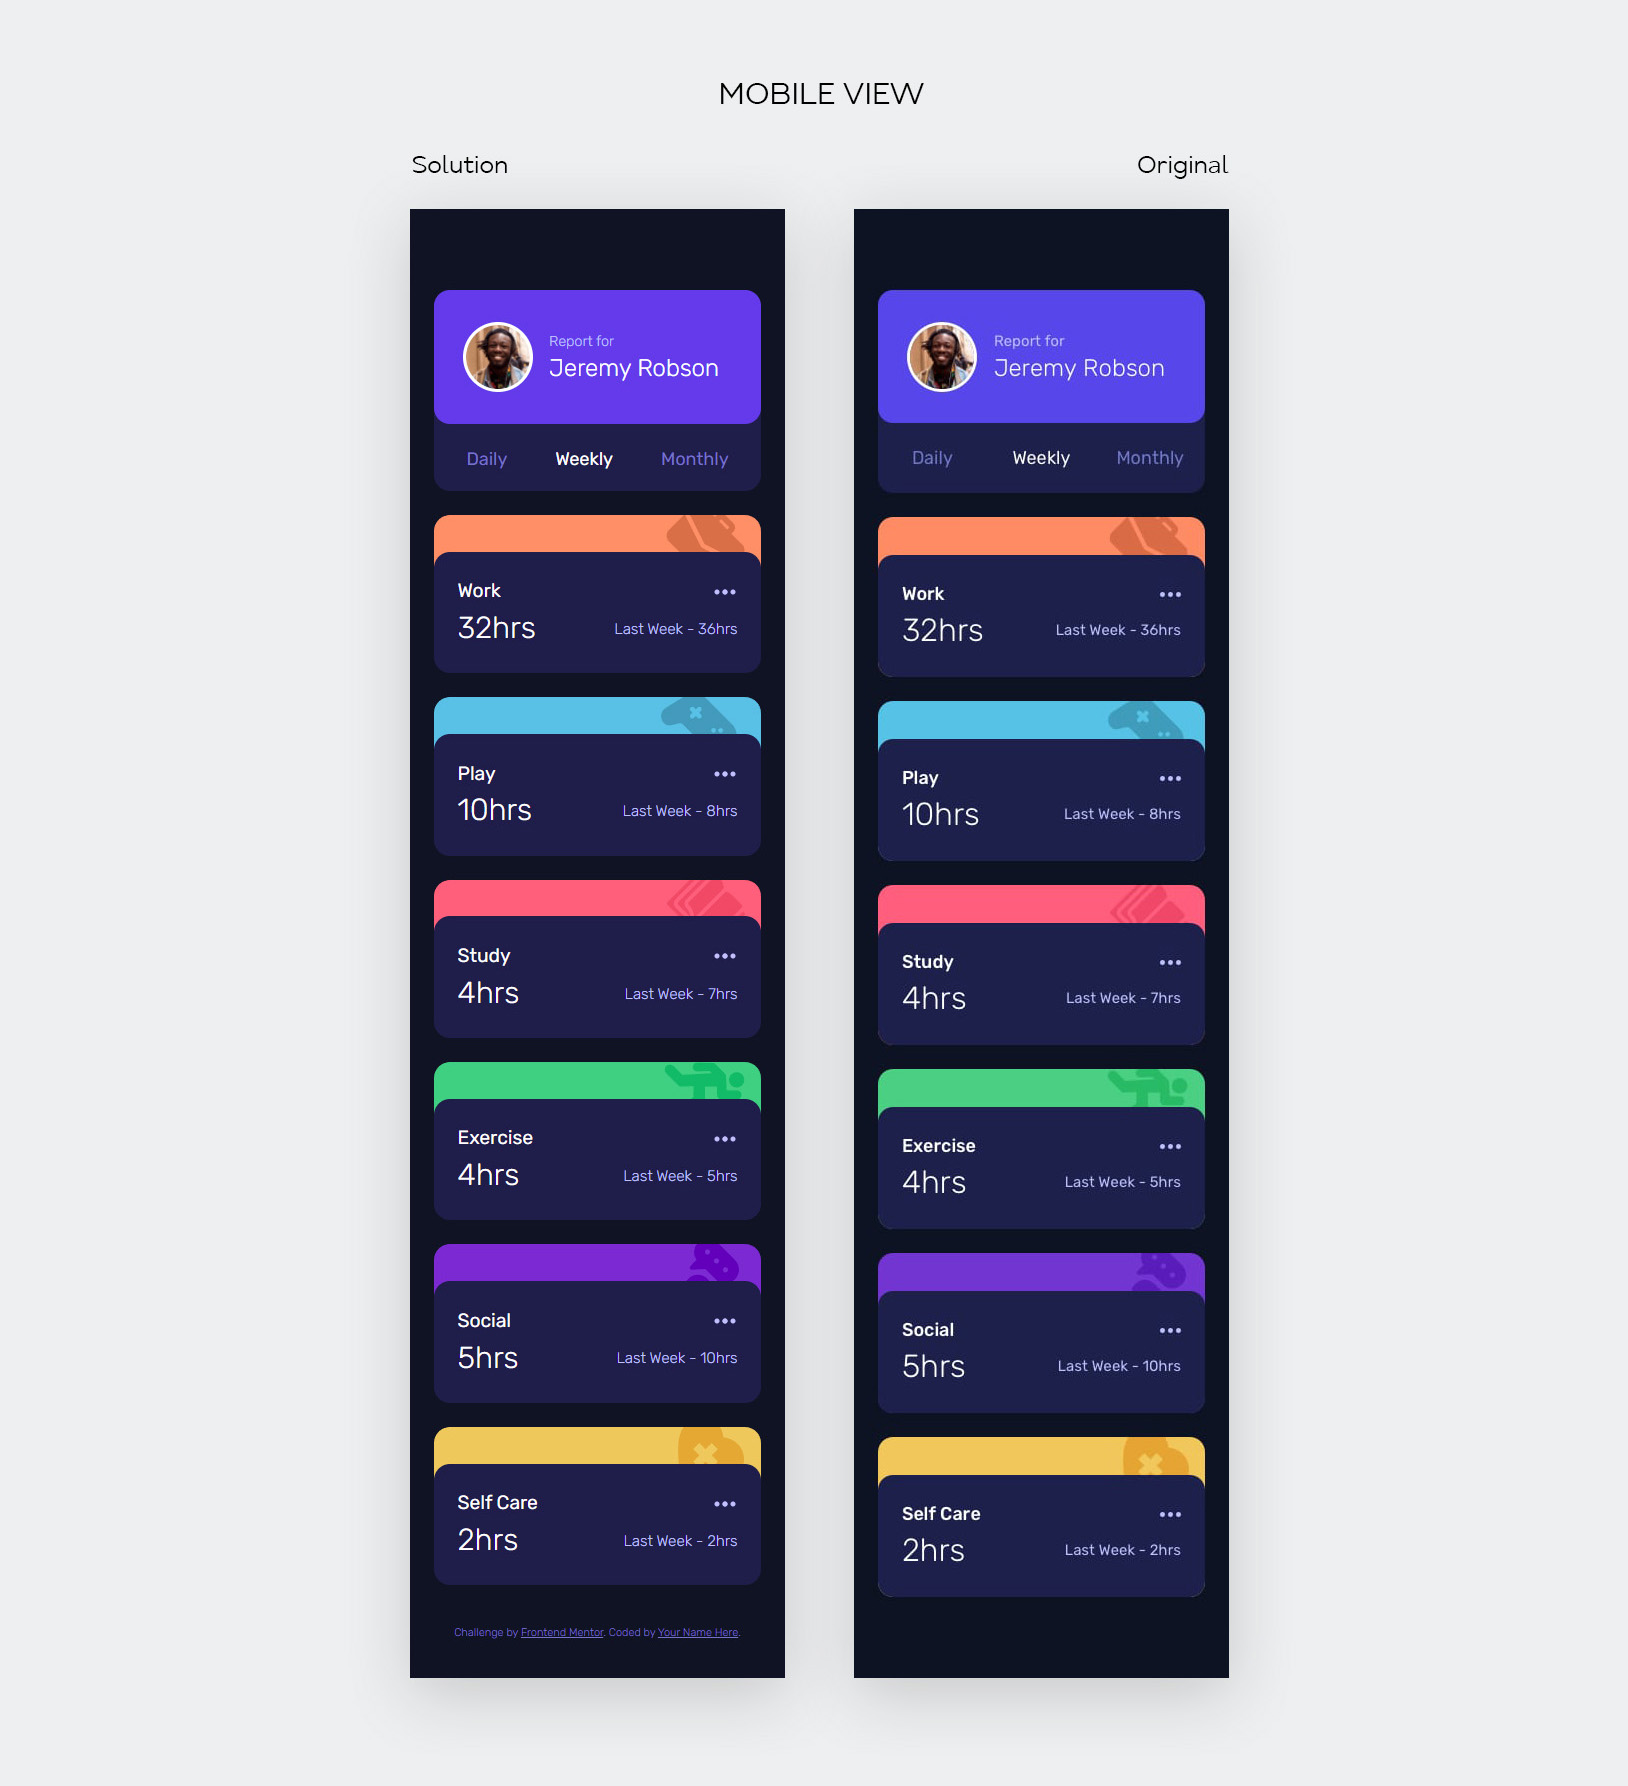 MOBILE VIEW
Solution
Report for
Jeremy Robson
Daily Weekly Monthly
Work
32hrs Last Week - 36hrs
Play
10hrs Last Week - 8hrs
Study
4hrs Last Week - 7hrs
Exercise
4hrs Last Week - 5hrs
Social
5hrs Last Week - 10hrs
Self Care
2hrs Last Week - 2hrs
Challenge by Frontend Mentor. Coded by Your Name Here.
Original
Report for
Jeremy Robson
Daily Weekly Monthly
Work
32hrs Last Week - 36hrs
Play
10hrs Last Week - 8hrs
Study
4hrs Last Week - 7hrs
Exercise
4hrs Last Week - 5hrs
Social
5hrs Last Week - 10hrs
Self Care
2hrs Last Week - 2hrs